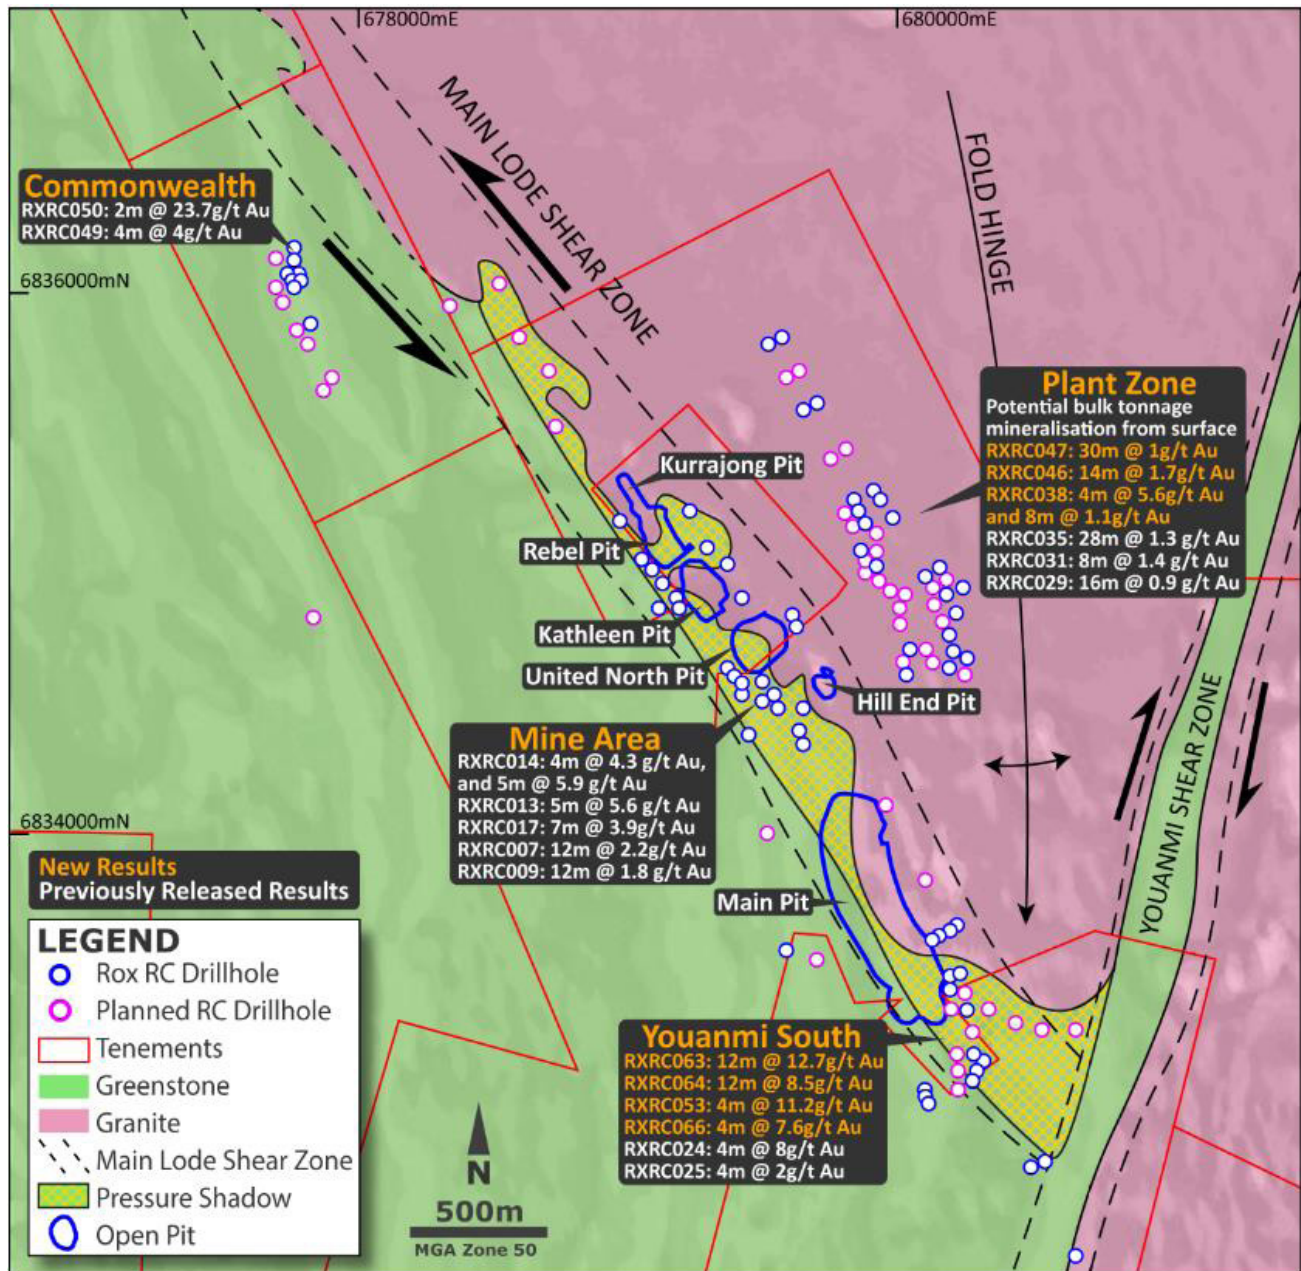 678000mE
680000mE
MAIN LODE SHEAR ZONE
FOLD HINGE
Commonwealth
RXRC050: 2m @ 23.7g/t Au
RXRC049: 4m @ 4g/t Au
6836000mN
Plant Zone
Potential bulk tonnage
mineralisation from surface
RXRC047: 30m @ 1g/t Au
RXRC046: 14m @ 1.7g/t Au
RXRC038: 4m @ 5.6g/t Au
and 8m @ 1.1g/t Au
RXRC035: 28m @ 1.3 g/t Au
RXRC031: 8m @ 1.4 g/t Au
RXRC029: 16m @ 0.9 g/t Au
Kurrajong Pit
Rebel Pit
Kathleen Pit
United North Pit
Hill End Pit
YOUANMI SHEAR ZONE
Mine Area
RXRC014: 4m @ 4.3 g/t Au,
and 5m @ 5.9 g/t Au
RXRC013: 5m @ 5.6 g/t Au
RXRC017: 7m @ 3.9g/t Au
RXRC007: 12m @ 2.2g/t Au
RXRC009: 12m @ 1.8 g/t Au
6834000mN
Main Pit
New Results
Previously Released Results
LEGEND
Rox RC Drillhole
Planned RC Drillhole
Tenements
Greenstone
Granite
Main Lode Shear Zone
Pressure Shadow
Open Pit
Youanmi South
RXRC063: 12m @ 12.7g/t Au
RXRC064: 12m @ 8.5g/t Au
RXRC053: 4m @ 11.2g/t Au
RXRC066: 4m @ 7.6g/t Au
RXRC024: 4m @ 8g/t Au
RXRC025: 4m @ 2g/t Au
N
500m
MGA Zone 50